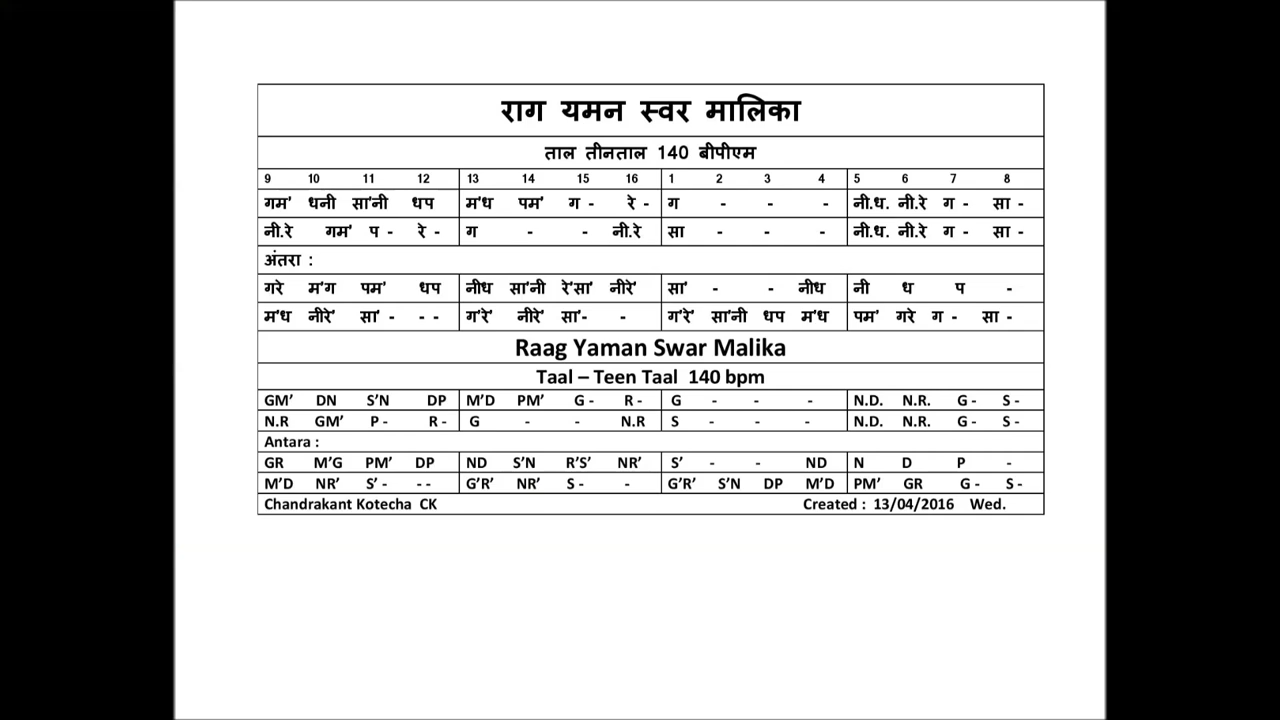 राग यमन स्वर मालिका
ताल तीनताल 140 बीपीएम
9 10 11 12 13 14 15 16 1 2 3 4 5 6 7 8
गम' धनी सा'नी धप म'ध पम' ग - रे - ग - - - नी.ध. नी.रे ग - सा -
नी.रे गम' प - रे - ग - - नी.रे सा - - - नी.ध. नी.रे ग - सा -
अंतरा :
गरे म'ग पम' धप नीध सा'नी रे'सा' नीरे' सा' - - नीध नी ध प -
म'ध नीरे' सा' - - - ग'रे' नीरे' सा'- - ग'रे' सा'नी धप म'ध पम' गरे ग - सा -
Raag Yaman Swar Malika
Taal – Teen Taal 140 bpm
GM’ DN S’N DP M’D PM’ G - R - G - - - N.D. N.R. G - S -
N.R GM’ P - R - G - - N.R S - - - N.D. N.R. G - S -
Antara :
GR M’G PM’ DP ND S’N R’S’ NR’ S’ - - ND N D P -
M’D NR’ S’ - - - G’R’ NR’ S - - G’R’ S’N DP M’D PM’ GR G - S -
Chandrakant Kotecha CK Created : 13/04/2016 Wed.